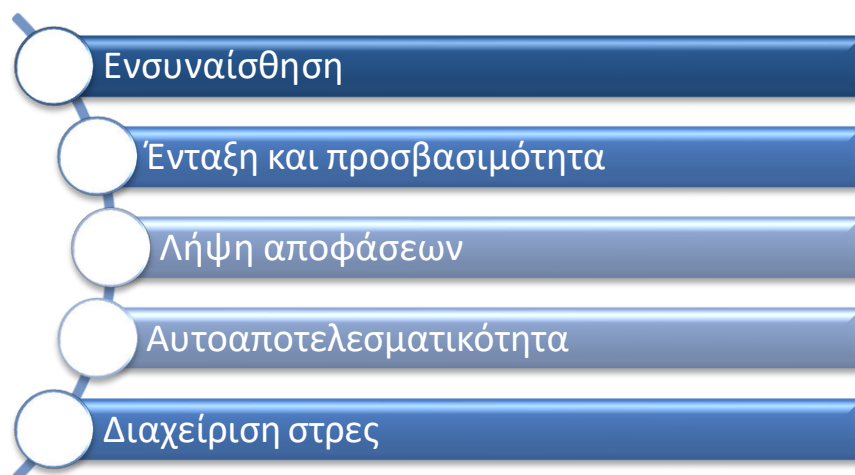 Ενσυναίσθηση
Ένταξη και προσβασιμότητα
Λήψη αποφάσεων
Αυτοαποτελεσματικότητα
Διαχείριση στρες